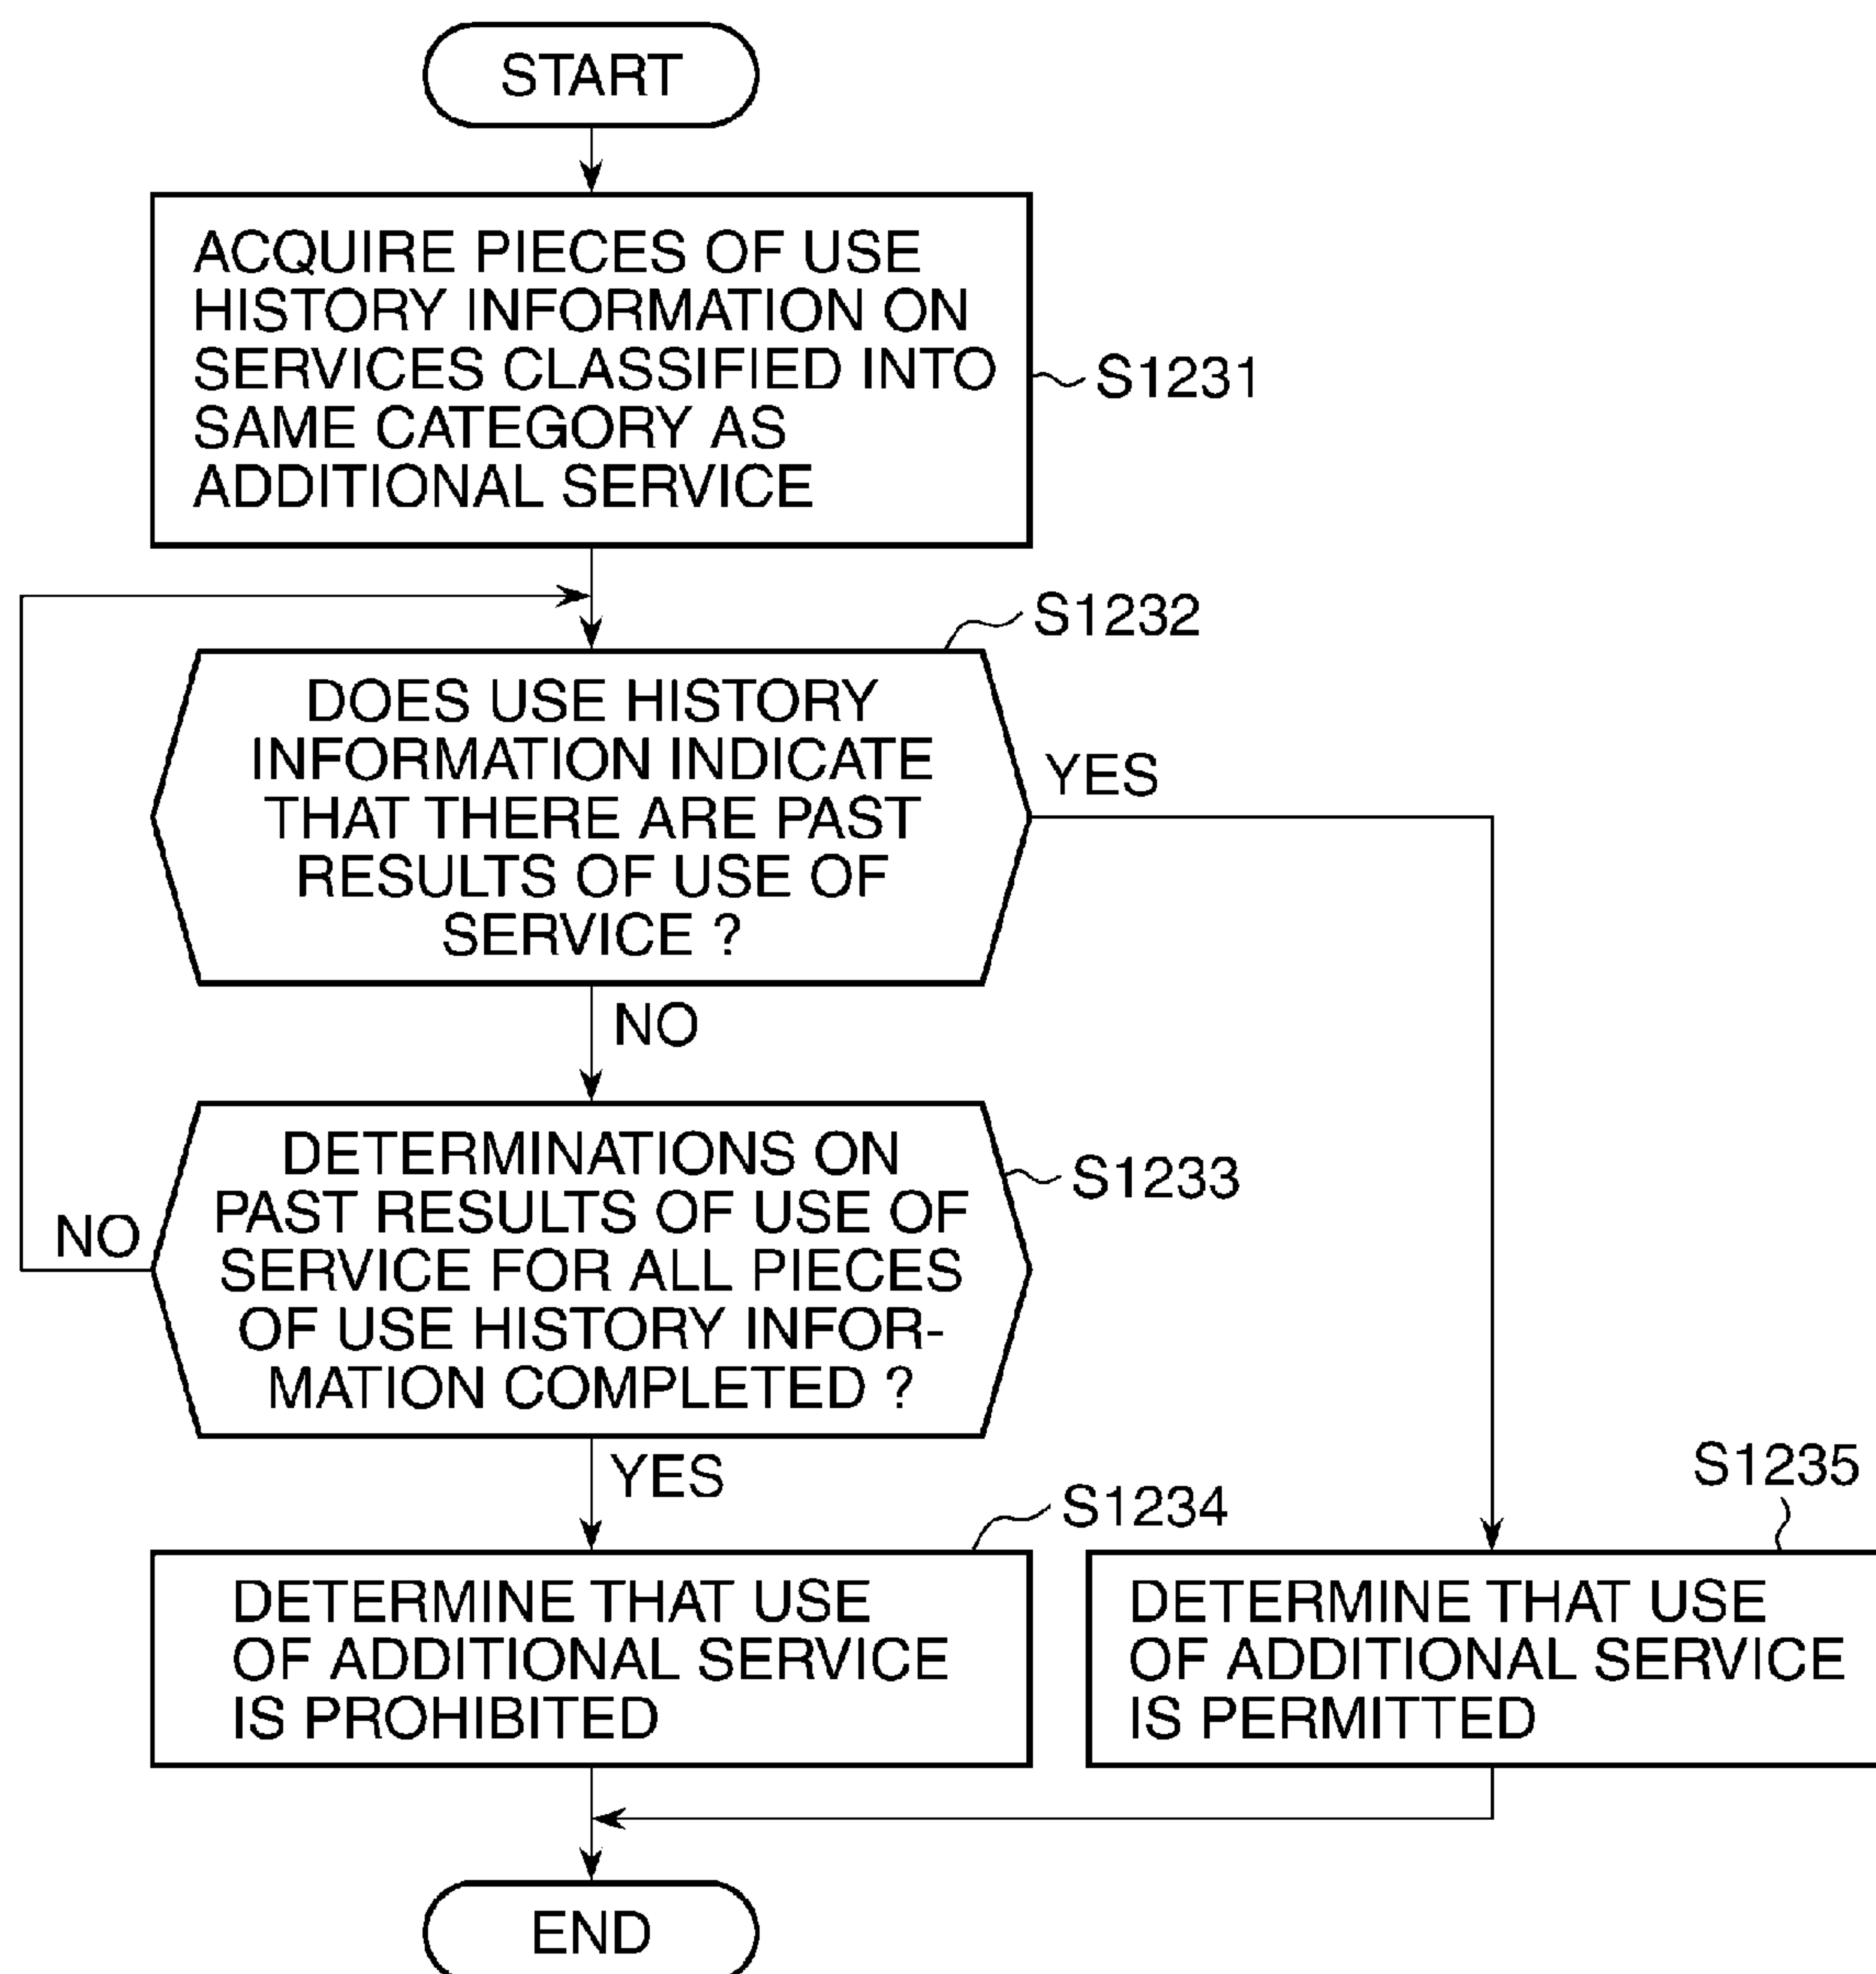 START
ACQUIRE PIECES OF USE
HISTORY INFORMATION ON
SERVICES CLASSIFIED INTO
SAME CATEGORY AS
ADDITIONAL SERVICE
S1231
S1232
DOES USE HISTORY
INFORMATION INDICATE
THAT THERE ARE PAST
RESULTS OF USE OF
SERVICE ?
YES
NO
DETERMINATIONS ON
PAST RESULTS OF USE OF
SERVICE FOR ALL PIECES
OF USE HISTORY INFOR-
MATION COMPLETED ?
S1233
NO
YES
S1234
DETERMINE THAT USE
OF ADDITIONAL SERVICE
IS PROHIBITED
S1235
DETERMINE THAT USE
OF ADDITIONAL SERVICE
IS PERMITTED
END